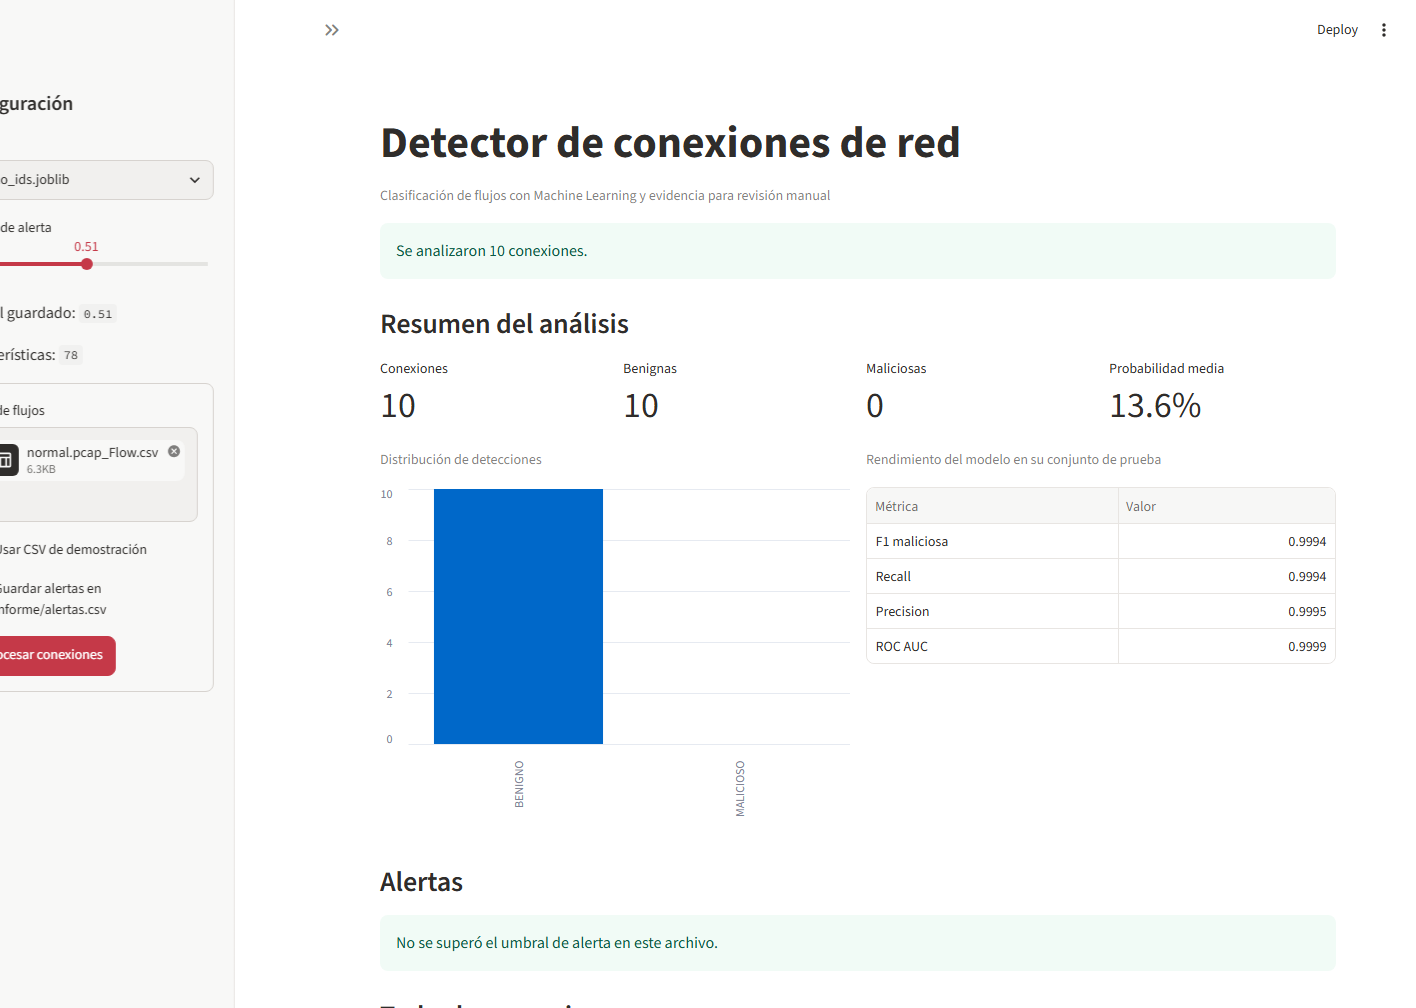 guración
o_ids.joblib
de alerta
0.51
l guardado: 0.51
erísticas: 78
de flujos
normal.pcap_Flow.csv
6.3KB
Usar CSV de demostración
Guardar alertas en
nforme/alertas.csv
ocesar conexiones
Deploy
Detector de conexiones de red
Clasificación de flujos con Machine Learning y evidencia para revisión manual
Se analizaron 10 conexiones.
Resumen del análisis
Conexiones
10
Benignas
10
Maliciosas
0
Probabilidad media
13.6%
Distribución de detecciones
10
8
6
4
2
0
BENIGNO
MALICIOSO
Rendimiento del modelo en su conjunto de prueba
Métrica Valor
F1 maliciosa 0.9994
Recall 0.9994
Precision 0.9995
ROC AUC 0.9999
Alertas
No se superó el umbral de alerta en este archivo.